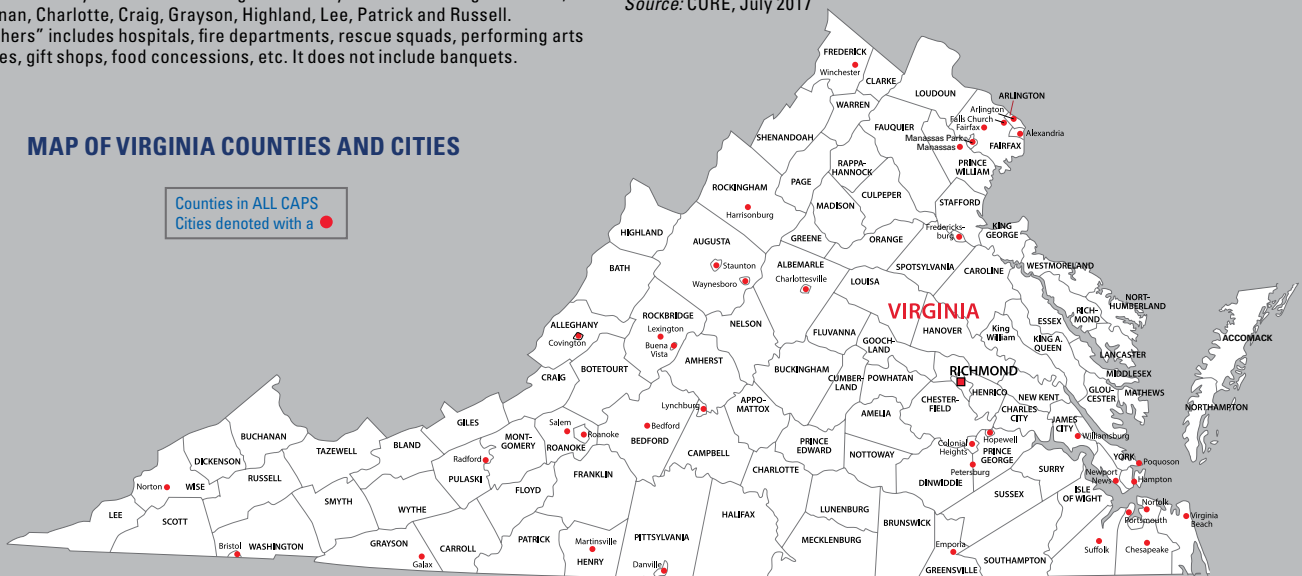 nan, Charlotte, Craig, Grayson, Highland, Lee, Patrick and Russell.
hers” includes hospitals, fire departments, rescue squads, performing arts
es, gift shops, food concessions, etc. It does not include banquets.
Source: CURE, July 2017
MAP OF VIRGINIA COUNTIES AND CITIES
Counties in ALL CAPS
Cities denoted with a
FREDERICK
Winchester
CLARKE
LOUDOUN
ARLINGTON
Arlington
Falls Church
Fairfax
Alexandria
WARREN
FAUQUIER
Manassas Park
Manassas
FAIRFAX
SHENANDOAH
RAPPA-
HANNOCK
PRINCE
WILLIAM
PAGE
CULPEPER
ROCKINGHAM
Harrisonburg
MADISON
STAFFORD
Fredericks-
burg
KING
GEORGE
HIGHLAND
AUGUSTA
GREENE
ORANGE
BATH
Staunton
Waynesboro
ALBEMARLE
Charlottesville
SPOTSYLVANIA
CAROLINE
WESTMORELAND
LOUISA
NORT-
HUMBERLAND
VIRGINIA
RICH-
MOND
ESSEX
ALLEGHANY
Covington
ROCKBRIDGE
Lexington
Buena
Vista
NELSON
FLUVANNA
GOOCH-
LAND
HANOVER
King
William
KING A.
QUEEN
LANCASTER
ACCOMACK
AMHERST
BUCKINGHAM
CUMBER-
LAND
POWHATAN
RICHMOND
MIDDLESEX
CRAIG
BOTETOURT
HENRICO
NEW KENT
GLOU-
CESTER
MATHEWS
NORTHAMPTON
Lynchburg
APPO-
MATTOX
AMELIA
CHESTER-
FIELD
CHARLES
CITY
JAMES
CITY
Williamsburg
GILES
MONT-
GOMERY
Salem
Roanoke
ROANOKE
Bedford
BEDFORD
CAMPBELL
PRINCE
EDWARD
NOTTOWAY
Colonial
Heights
Hopewell
PRINCE
GEORGE
Petersburg
SURRY
YORK
Poquoson
Newport
News
Hampton
BUCHANAN
TAZEWELL
BLAND
Radford
PULASKI
DICKENSON
RUSSELL
Norton
WISE
SMYTH
WYTHE
FLOYD
FRANKLIN
CHARLOTTE
DINWIDDIE
SUSSEX
ISLE
OF WIGHT
Norfolk
Portsmouth
Virginia
Beach
LEE
SCOTT
HALIFAX
LUNENBURG
BRUNSWICK
Bristol
WASHINGTON
GRAYSON
Galax
CARROLL
PATRICK
Martinsville
HENRY
PITTSYLVANIA
Danville
MECKLENBURG
Emporia
GREENSVILLE
SOUTHAMPTON
Suffolk
Chesapeake